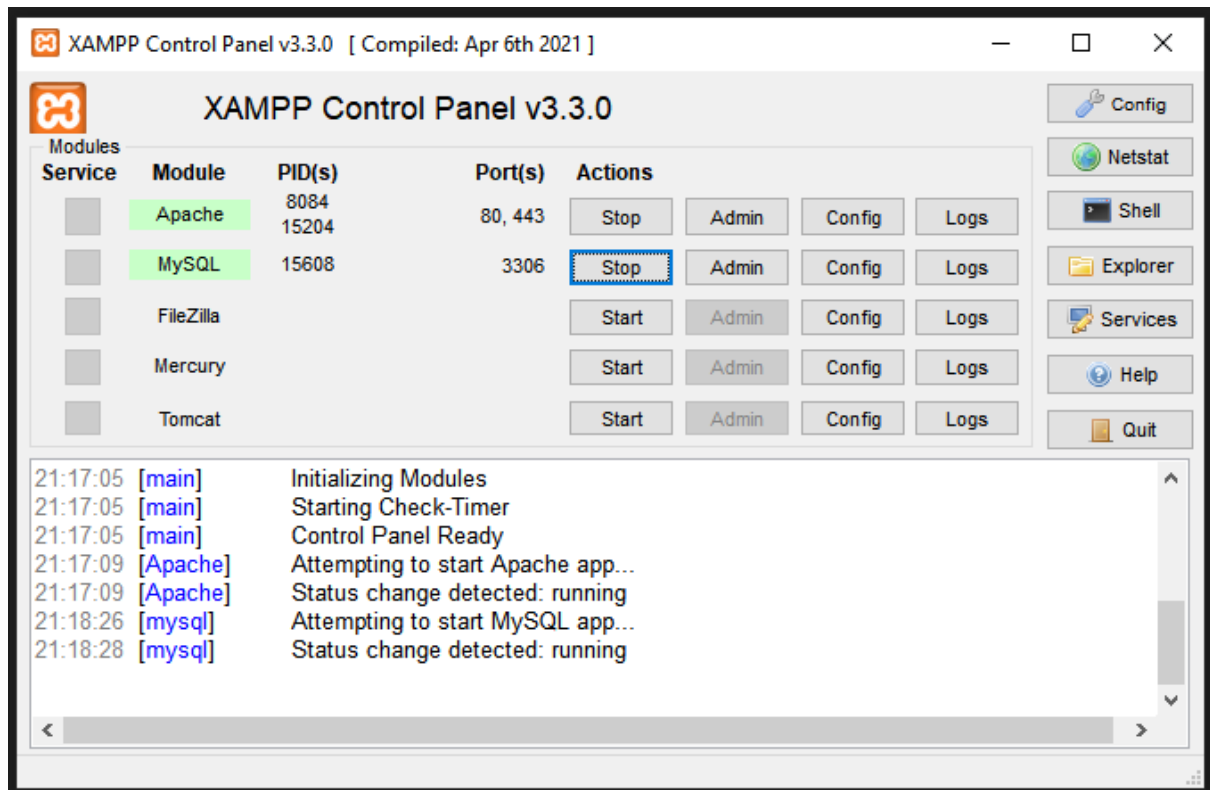 XAMPP Control Panel v3.3.0 [ Compiled: Apr 6th 2021 ]
XAMPP Control Panel v3.3.0
Config
Modules
Netstat
Service Module PID(s) Port(s) Actions
Apache 8084 15204 80, 443 Stop Admin Config Logs
Shell
MySQL 15608 3306 Stop Admin Config Logs
Explorer
FileZilla Start Admin Config Logs
Services
Mercury Start Admin Config Logs
Help
Tomcat Start Admin Config Logs
Quit
21:17:05 [main] Initializing Modules
21:17:05 [main] Starting Check-Timer
21:17:05 [main] Control Panel Ready
21:17:09 [Apache] Attempting to start Apache app...
21:17:09 [Apache] Status change detected: running
21:18:26 [mysql] Attempting to start MySQL app...
21:18:28 [mysql] Status change detected: running